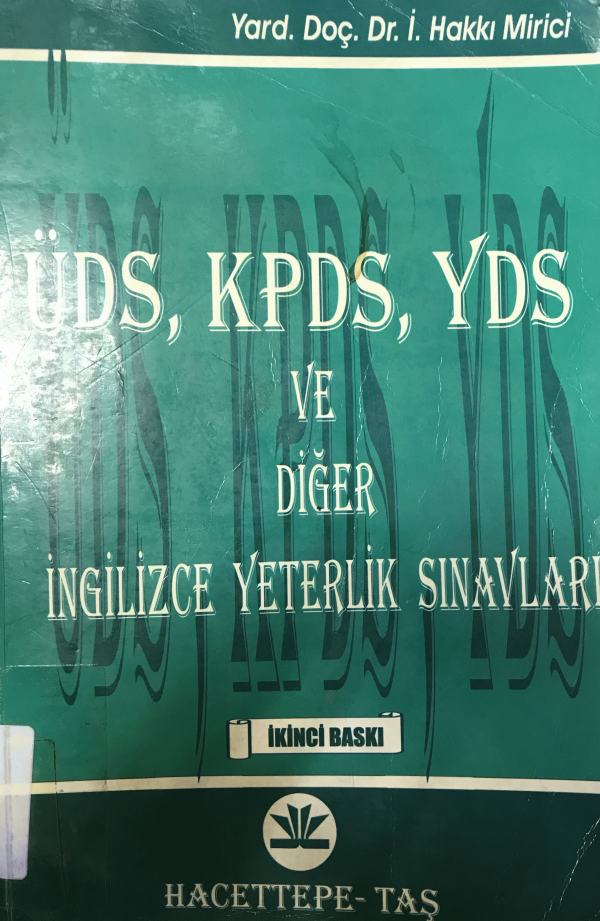 Yard. Doç. Dr. İ. Hakkı Mirici
ÜDS, KPDS, YDS
VE
DİĞER
İNGİLİZCE YETERLİK SINAVLARI
İKİNCİ BASKI
HACETTEPE- TAŞ